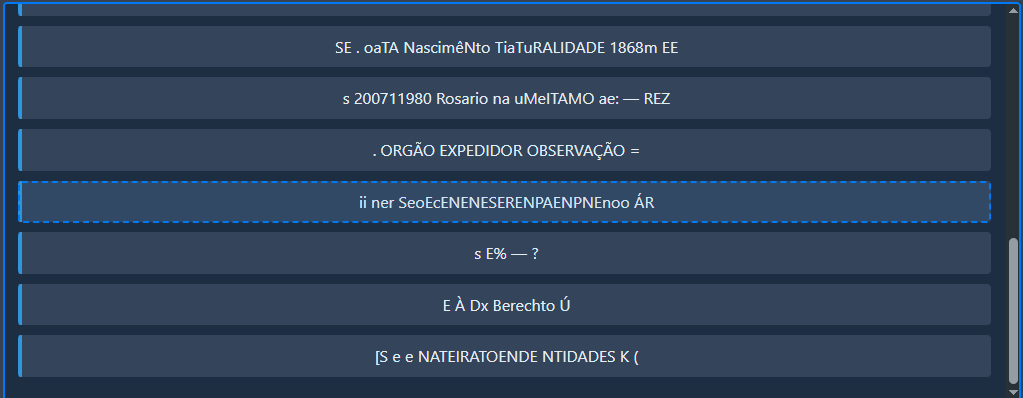 SE . oaTA NascimêNto TiaTuRALIDADE 1868m EE
s 200711980 Rosario na uMeITAMO ae: — REZ
. ORGÃO EXPEDIDOR OBSERVAÇÃO =
ii ner SeoEcENENESERENPAENPNEnoo ÁR
s E% — ?
E À Dx Berechto Ú
[S e e NATEIRATOENDE NTIDADES K (